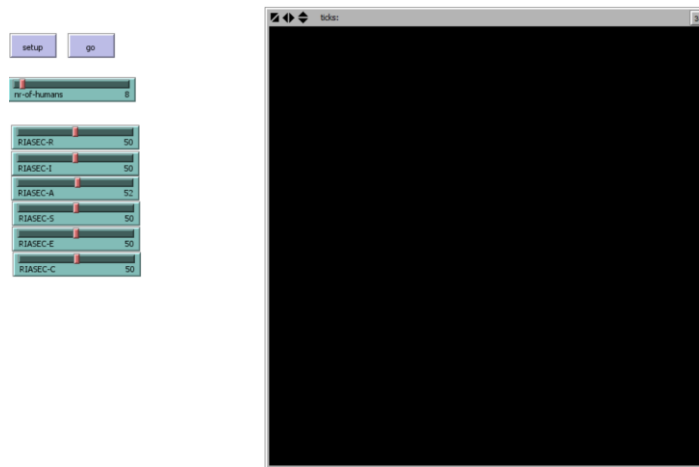 ticks:
3
setup
go
nr-of-humans 8
RIASEC-R 50
RIASEC-I 50
RIASEC-A 52
RIASEC-S 50
RIASEC-E 50
RIASEC-C 50